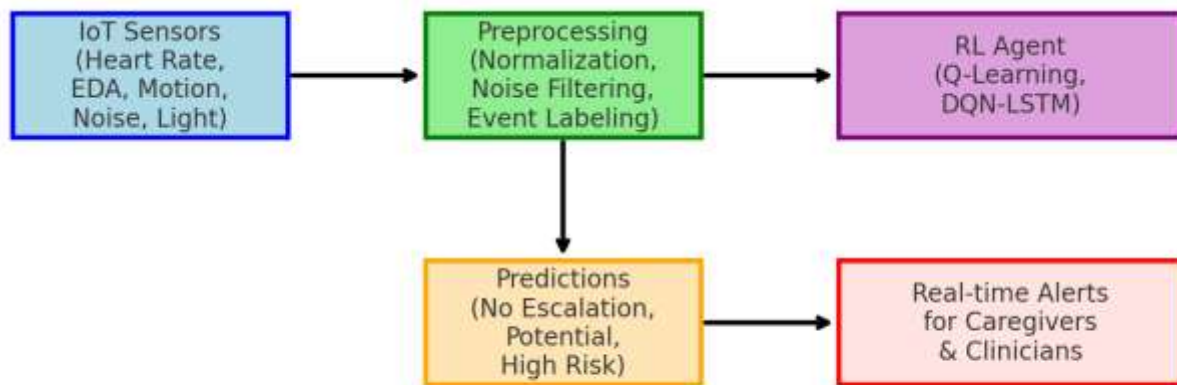 IoT Sensors
(Heart Rate,
EDA, Motion,
Noise, Light)
Preprocessing
(Normalization,
Noise Filtering,
Event Labeling)
RL Agent
(Q-Learning,
DQN-LSTM)
Predictions
(No Escalation,
Potential,
High Risk)
Real-time Alerts
for Caregivers
& Clinicians